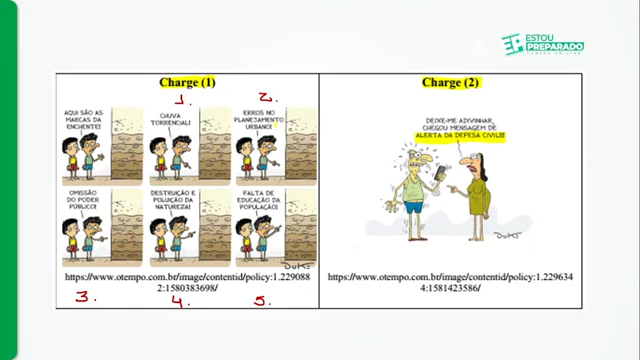 EP ESTOU
PREPARADO
Charge (1)
1.
2.
AQUI SÃO AS
MARCAS DA
ENCHENTE!
CHUVA
TORRENCIAL!
ERROS NO
PLANEJAMENTO
URBANO!
OMISSÃO
DO PODER
PÚBLICO!
DESTRUIÇÃO E
POLUIÇÃO DA
NATUREZA!
FALTA DE
EDUCAÇÃO DA
POPULAÇÃO!
DUKE
https://www.otempo.com.br/image/contentid/policy:1.229088
2:1580383698/
3.
4.
5.
Charge (2)
DEIXE-ME ADIVINHAR,
CHEGOU MENSAGEM DE
ALERTA DA DEFESA CIVIL!!!
DUKE
https://www.otempo.com.br/image/contentid/policy:1.229634
4:1581423586/